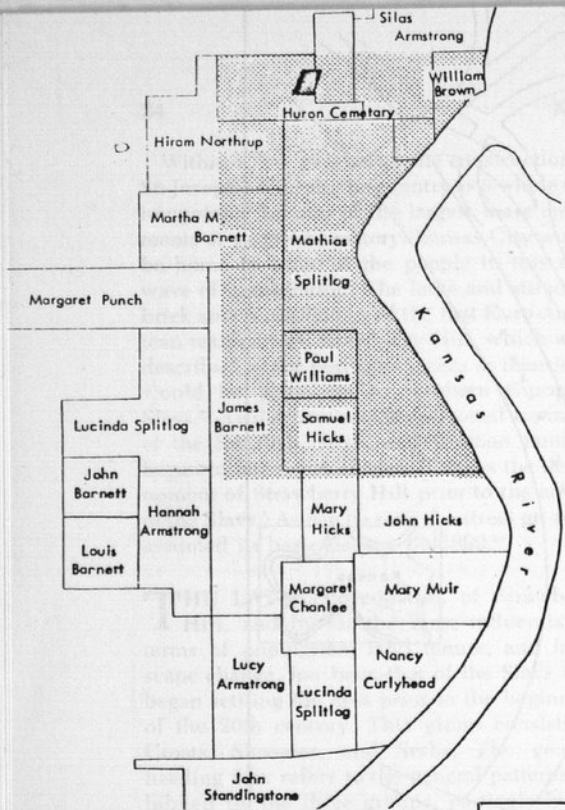 Silas
Armstrong
William
Brown
Huron Cemetery
Hiram Northrup
Martha M.
Barnett
Mathias
Splitlog
Margaret Punch
Kansas River
Paul
Williams
James
Barnett
Samuel
Hicks
Lucinda Splitlog
John
Barnett
Hannah
Armstrong
Mary
Hicks
John Hicks
Louis
Barnett
Margaret
Chanlee
Mary Muir
Lucy
Armstrong
Nancy
Curlyhead
Lucinda
Splitlog
John
Standingstone